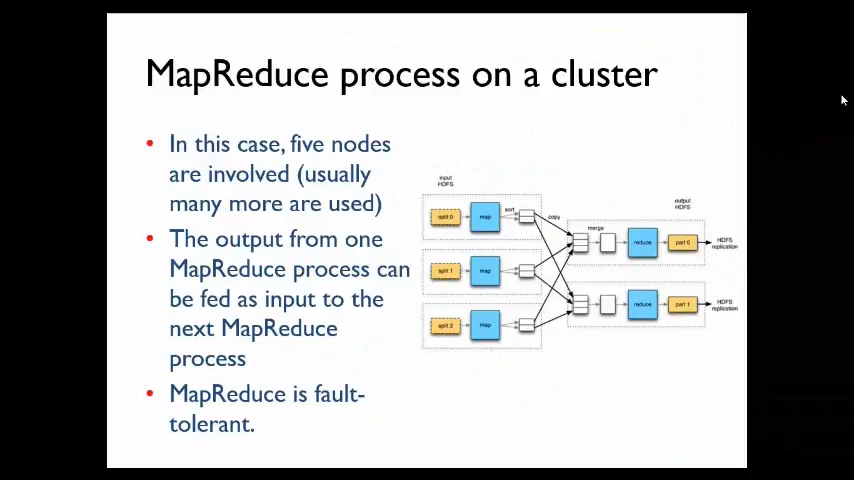 MapReduce process on a cluster
• In this case, five nodes
are involved (usually
many more are used)
• The output from one
MapReduce process can
be fed as input to the
next MapReduce
process
• MapReduce is fault-
tolerant.
input
HDFS
output
HDFS
split 0
map
sort
copy
merge
reduce
part 0
HDFS
replication
split 1
map
reduce
part 1
HDFS
replication
split 2
map